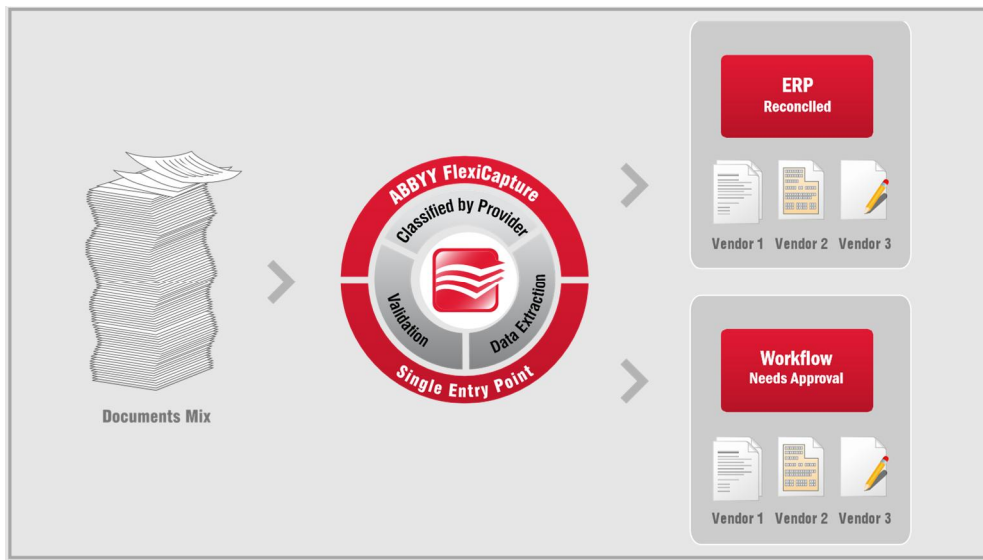 Documents Mix
ABBYY FlexiCapture
Classified by Provider
Validation
Data Extraction
Single Entry Point
ERP
Reconciled
Vendor 1 Vendor 2 Vendor 3
Workflow
Needs Approval
Vendor 1 Vendor 2 Vendor 3